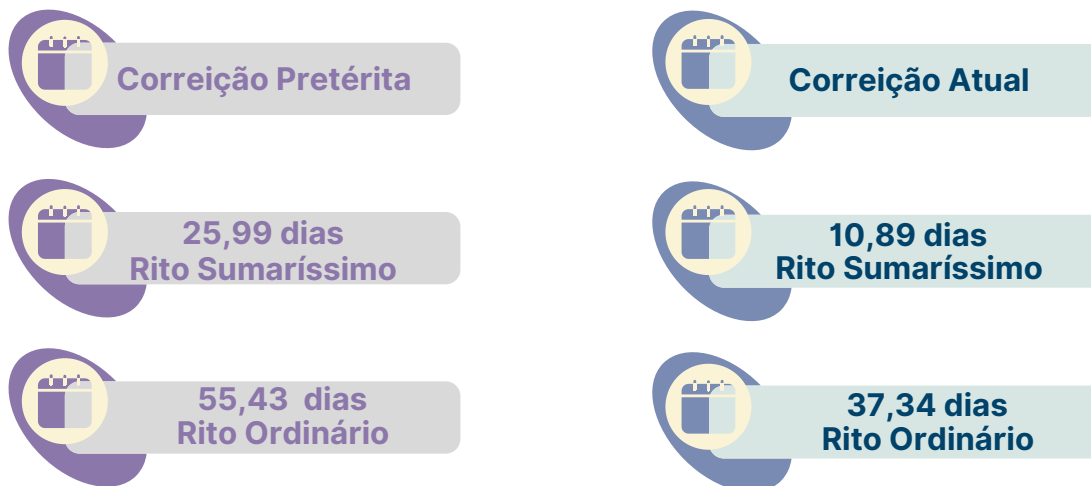 Correição Pretérita
Correição Atual
25,99 dias
Rito Sumaríssimo
10,89 dias
Rito Sumaríssimo
55,43 dias
Rito Ordinário
37,34 dias
Rito Ordinário